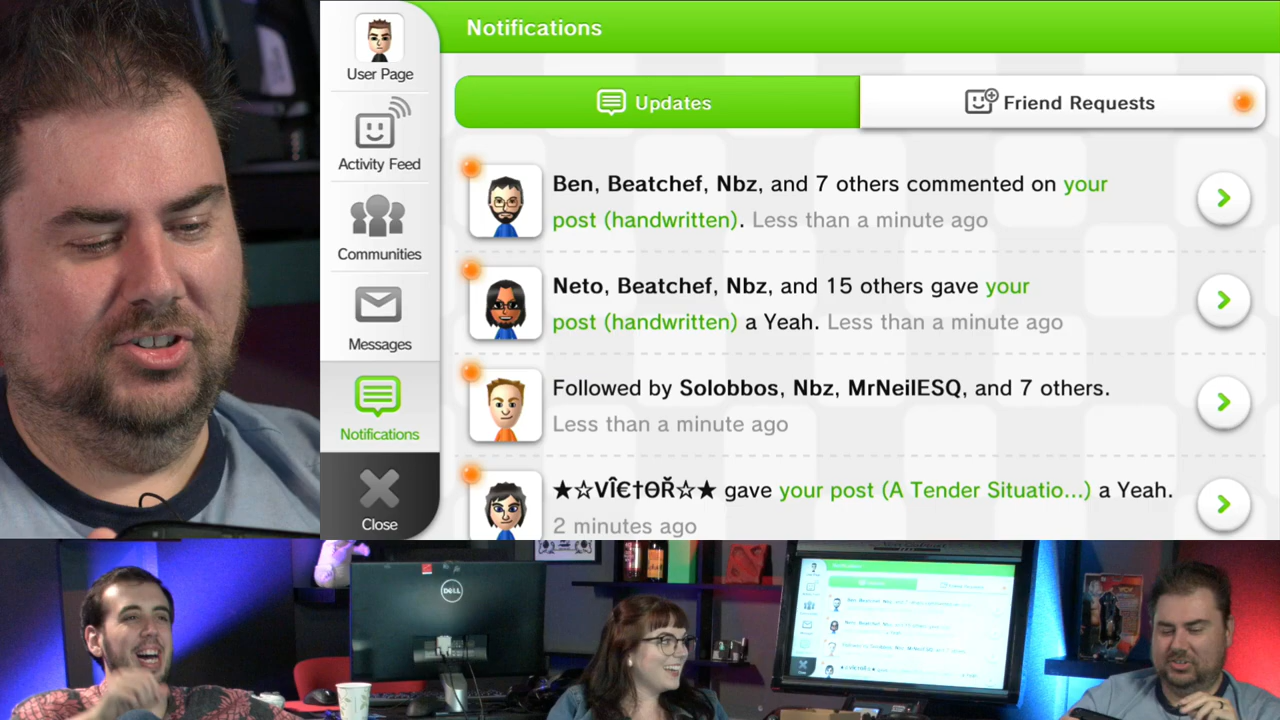 User Page
Activity Feed
Communities
Messages
Notifications
Close
Notifications
Updates
Friend Requests
Ben, Beatchef, Nbz, and 7 others commented on your
post (handwritten). Less than a minute ago
Neto, Beatchef, Nbz, and 15 others gave your
post (handwritten) a Yeah. Less than a minute ago
Followed by Solobbos, Nbz, MrNeilESQ, and 7 others.
Less than a minute ago
★☆VÎ€†ΘŘ☆★ gave your post (A Tender Situatio...) a Yeah.
2 minutes ago
DELL
Notifications